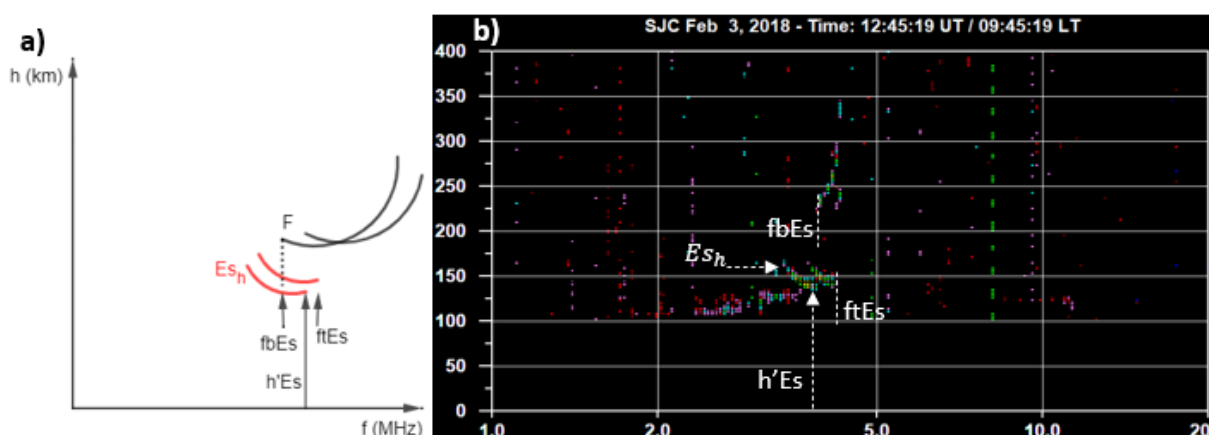 a)
h (km)
F
Es_h
fbEs
ftEs
h'Es
f (MHz)
b)
SJC Feb 3, 2018 - Time: 12:45:19 UT / 09:45:19 LT
400
350
300
250
200
150
100
50
0
fbEs
Es_h
ftEs
h’Es
1.0 2.0 5.0 10.0 20